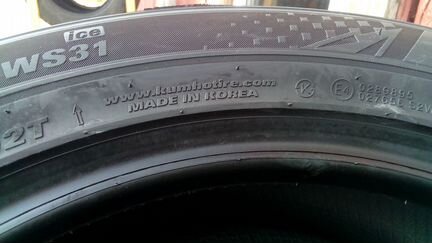 ice
WS31
www.kumhotire.com
MADE IN KOREA
2T
K
E4